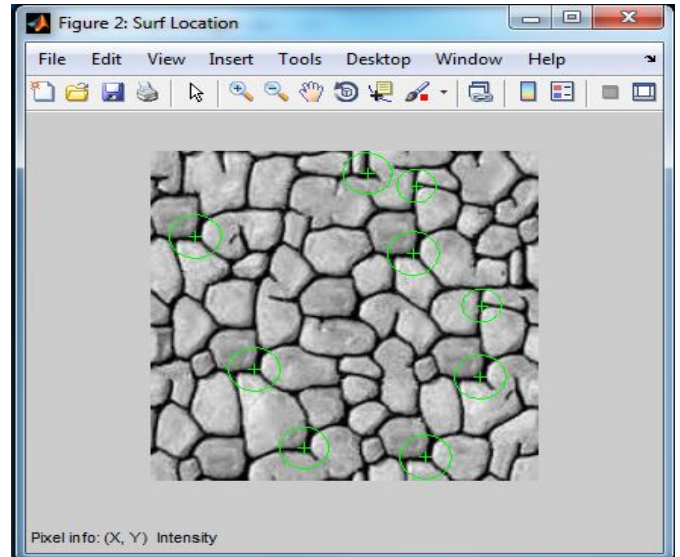 Figure 2: Surf Location
File Edit View Insert Tools Desktop Window Help
Pixel info: (X, Y) Intensity